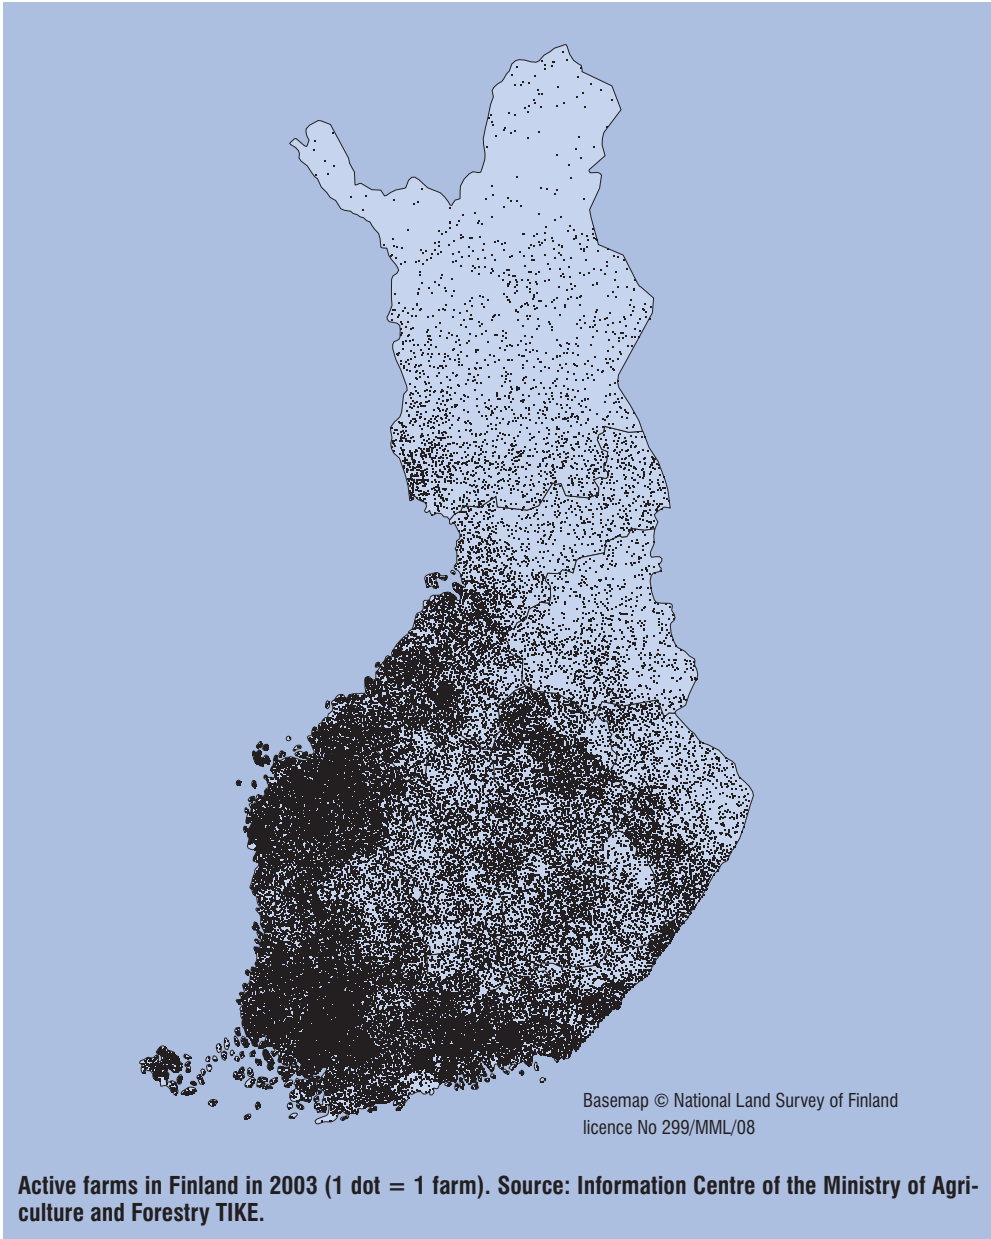 Basemap © National Land Survey of Finland
licence No 299/MML/08
Active farms in Finland in 2003 (1 dot = 1 farm). Source: Information Centre of the Ministry of Agri-
culture and Forestry TIKE.